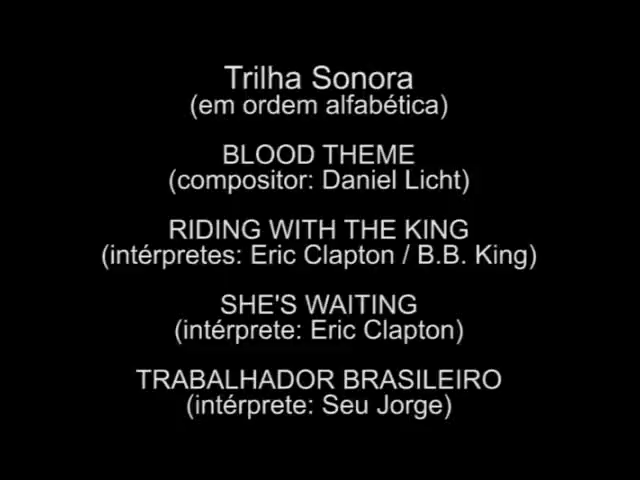 Trilha Sonora
(em ordem alfabética)
BLOOD THEME
(compositor: Daniel Licht)
RIDING WITH THE KING
(intérpretes: Eric Clapton / B.B. King)
SHE'S WAITING
(intérprete: Eric Clapton)
TRABALHADOR BRASILEIRO
(intérprete: Seu Jorge)